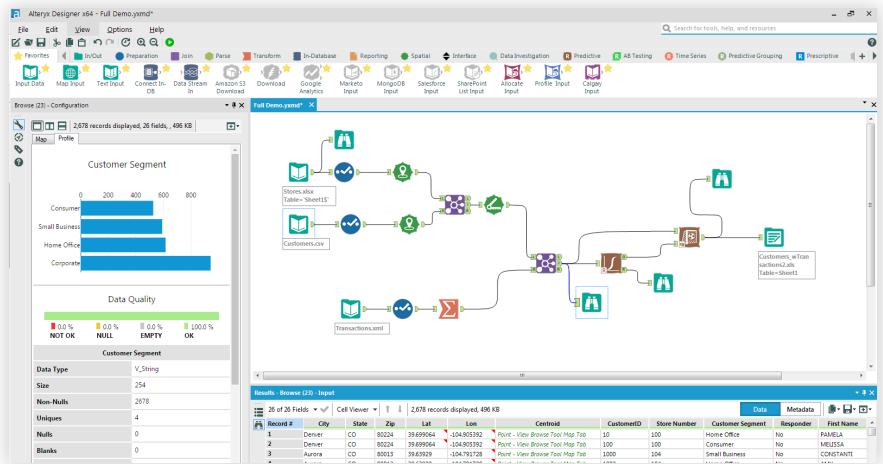 Alteryx Designer x64 - Full Demo.yxmd*
File Edit View Options Help
Search for tools, help, and resources
Favorites In/Out Preparation Join Parse Transform In-Database Reporting Spatial Interface Data Investigation Predictive AB Testing Time Series Predictive Grouping Prescriptive
Input Data Map Input Text Input Connect In-DB Data Stream In Amazon S3 Download Download Google Analytics Marketo Input MongoDB Input Salesforce Input SharePoint List Input Allocate Input Profile Input Calgary Input
Browse (23) - Configuration
Full Demo.yxmd*
2,678 records displayed, 26 fields, , 496 KB
Map Profile
Customer Segment
0 200 400 600 800
Consumer
Small Business
Home Office
Corporate
Data Quality
0.0 % 0.0 % 0.0 % 100.0 %
NOT OK NULL EMPTY OK
Customer Segment
Data Type V_String
Size 254
Non-Nulls 2678
Uniques 4
Nulls 0
Blanks 0
Stores.xlsx
Table=`Sheet1$`
Customers.csv
Transactions.xml
Customers_wTran
sactions2.xls
Table=Sheet1
Results - Browse (23) - Input
26 of 26 Fields Cell Viewer 2,678 records displayed, 496 KB Data Metadata
Record # City State Zip Lat Lon Centroid CustomerID Store Number Customer Segment Responder First Name
1 Denver CO 80224 39.699064 -104.905392 Point - View Browse Tool Map Tab 10 100 Home Office No PAMELA
2 Denver CO 80224 39.699064 -104.905392 Point - View Browse Tool Map Tab 100 100 Consumer No MELISSA
3 Aurora CO 80013 39.63929 -104.791728 Point - View Browse Tool Map Tab 1000 104 Small Business No CONSTANTI